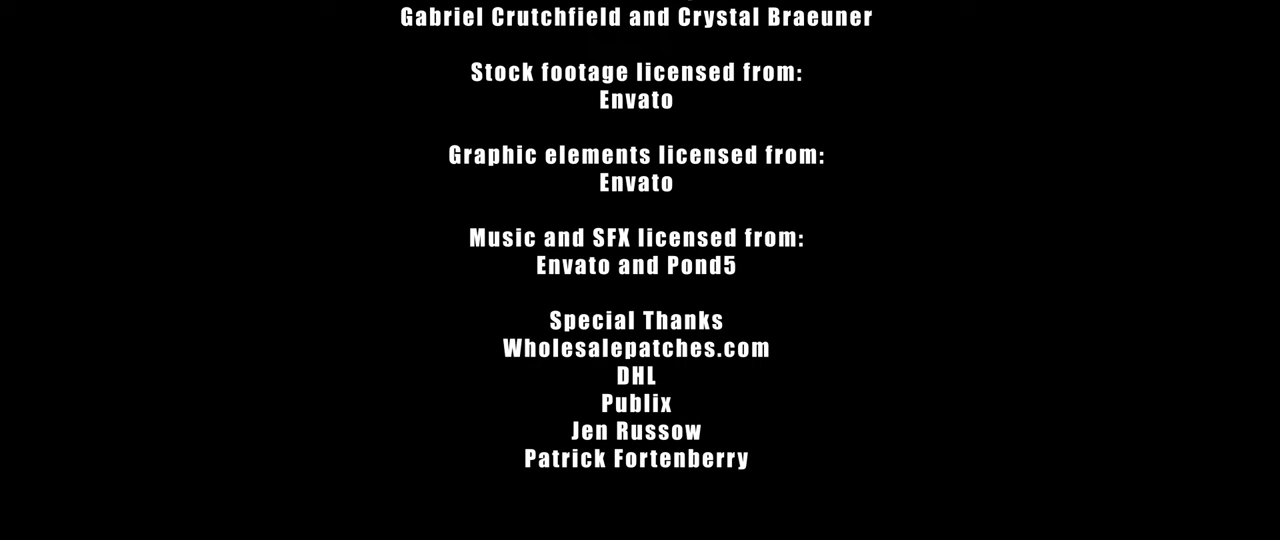 Gabriel Crutchfield and Crystal Braeuner
Stock footage licensed from:
Envato
Graphic elements licensed from:
Envato
Music and SFX licensed from:
Envato and Pond5
Special Thanks
Wholesalepatches.com
DHL
Publix
Jen Russow
Patrick Fortenberry